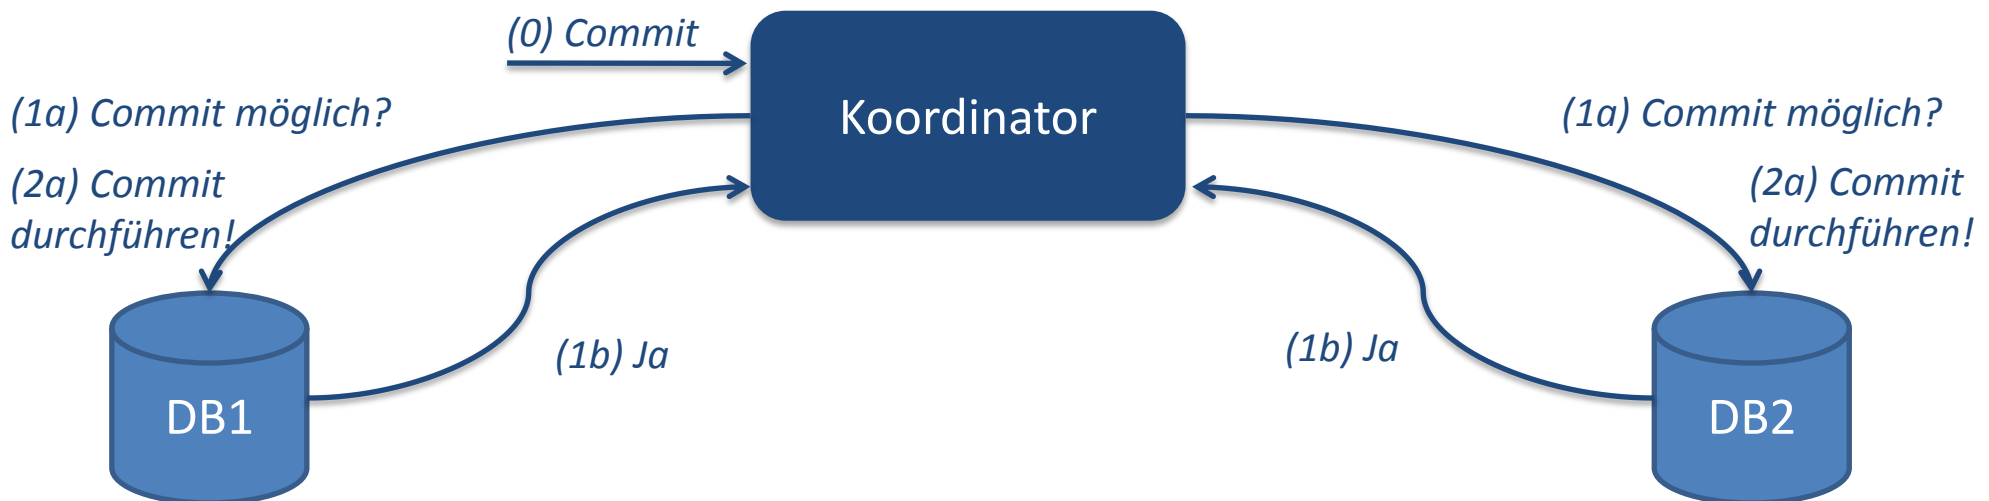 (0) Commit
Koordinator
(1a) Commit möglich?
(2a) Commit
durchführen!
(1a) Commit möglich?
(2a) Commit
durchführen!
(1b) Ja
(1b) Ja
DB1
DB2